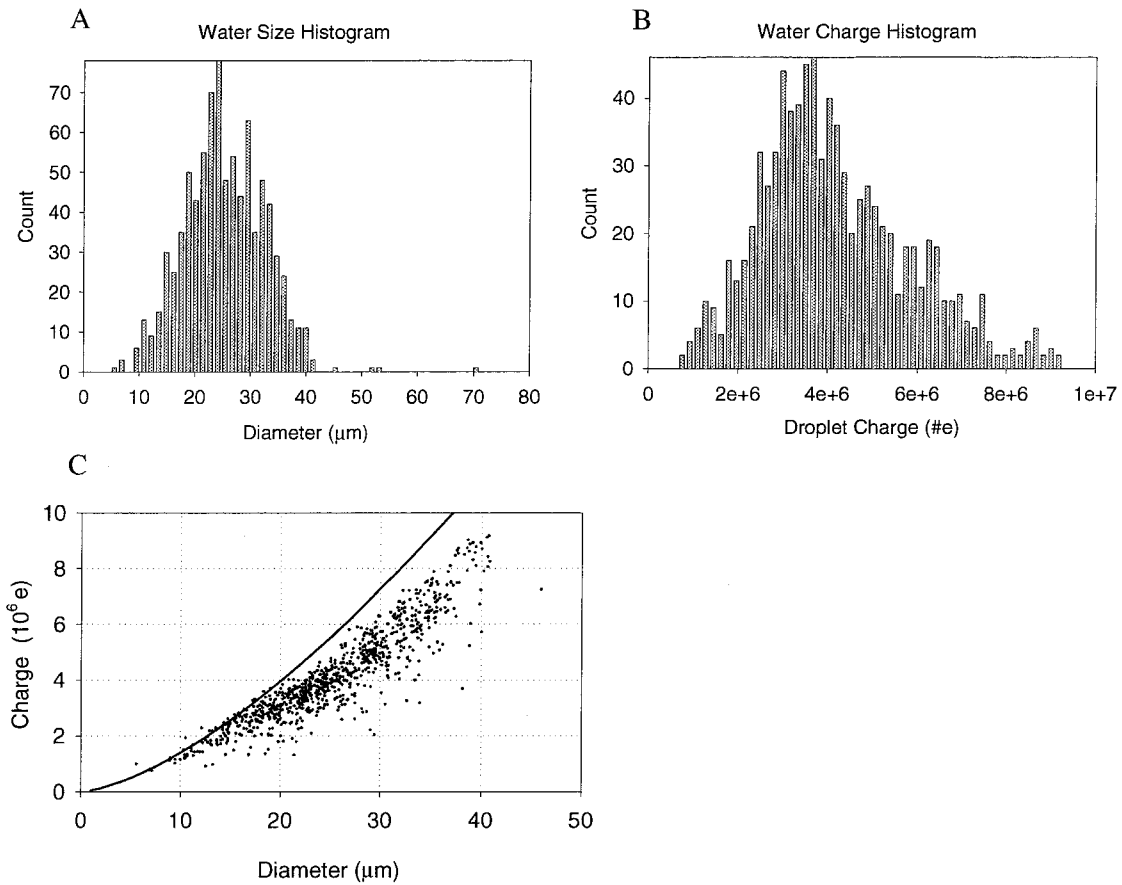 A
Water Size Histogram
70
60
50
40
30
20
10
0
Count
0 10 20 30 40 50 60 70 80
Diameter (μm)
B
Water Charge Histogram
40
30
20
10
0
Count
0 2e+6 4e+6 6e+6 8e+6 1e+7
Droplet Charge (#e)
C
10
8
6
4
2
0
Charge (10⁶ e)
0 10 20 30 40 50
Diameter (μm)